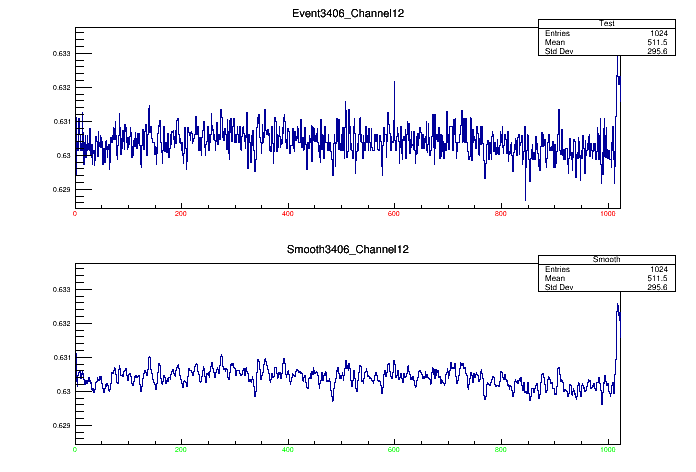 Event3406_Channel12
Test
Entries 1024
Mean 511.5
Std Dev 295.6
0.633
0.632
0.631
0.63
0.629
0 200 400 600 800 1000
Smooth3406_Channel12
Smooth
Entries 1024
Mean 511.5
Std Dev 295.6
0.633
0.632
0.631
0.63
0.629
0 200 400 600 800 1000